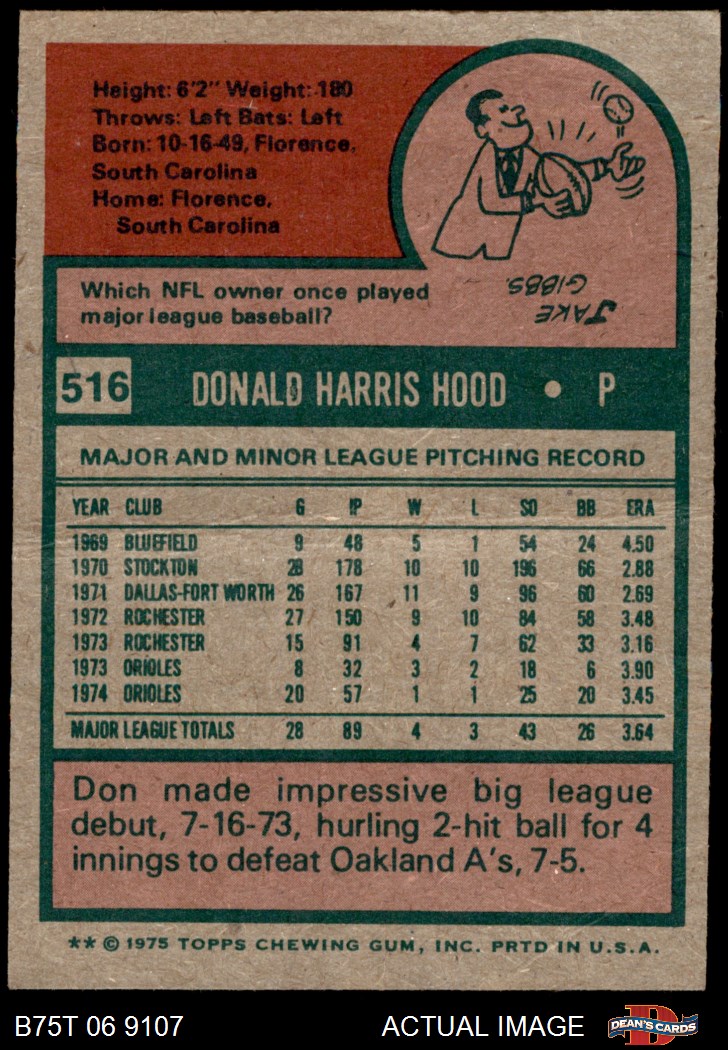 Height: 6'2" Weight: 180
Throws: Left Bats: Left
Born: 10-16-49, Florence,
South Carolina
Home: Florence,
South Carolina
Which NFL owner once played
major league baseball?
JAKE
GIBBS.
516 DONALD HARRIS HOOD • P
MAJOR AND MINOR LEAGUE PITCHING RECORD
YEAR CLUB G IP W L SO BB ERA
1969 BLUEFIELD 9 48 5 1 54 24 4.50
1970 STOCKTON 28 178 10 10 196 66 2.88
1971 DALLAS-FORT WORTH 26 167 11 9 96 60 2.69
1972 ROCHESTER 27 150 9 10 84 58 3.48
1973 ROCHESTER 15 91 4 7 62 33 3.16
1973 ORIOLES 8 32 3 2 18 6 3.90
1974 ORIOLES 20 57 1 1 25 20 3.45
MAJOR LEAGUE TOTALS 28 89 4 3 43 26 3.64
Don made impressive big league
debut, 7-16-73, hurling 2-hit ball for 4
innings to defeat Oakland A's, 7-5.
** © 1975 TOPPS CHEWING GUM, INC. PRTD IN U.S.A.
B75T 06 9107 ACTUAL IMAGE DEAN'S CARDS